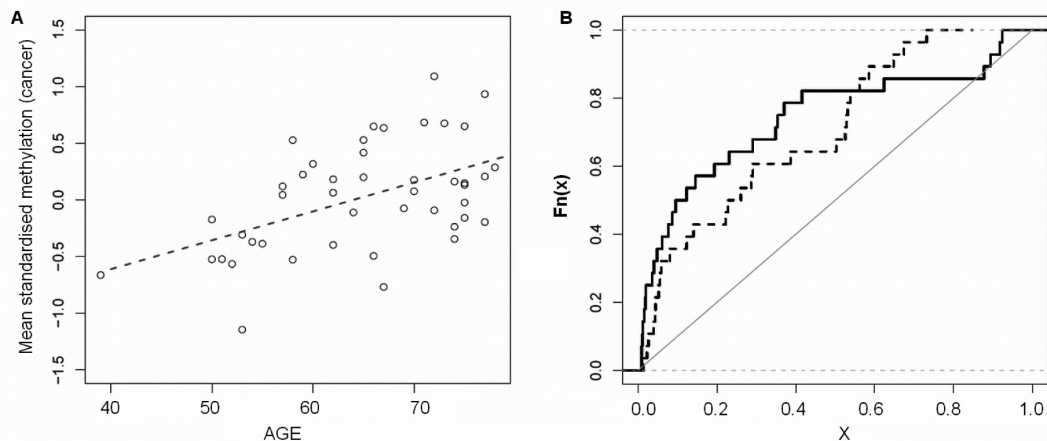 A
Mean standardised methylation (cancer)
1.5
1.0
0.5
0.0
−0.5
−1.0
−1.5
40 50 60 70
AGE
B
Fn(x)
1.0
0.8
0.6
0.4
0.2
0.0
0.0 0.2 0.4 0.6 0.8 1.0
X